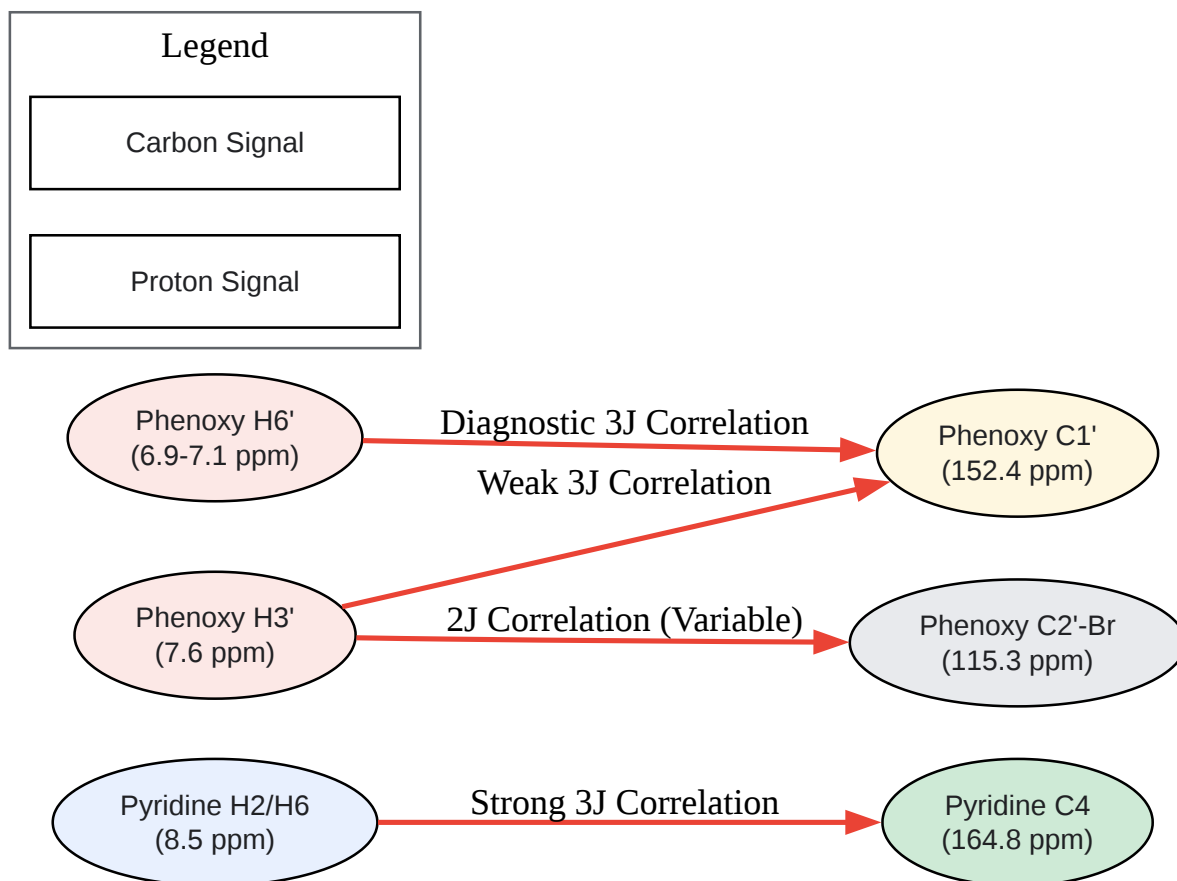 Legend
Carbon Signal
Proton Signal
Phenoxy H6'
(6.9-7.1 ppm)
Diagnostic 3J Correlation
Phenoxy C1'
(152.4 ppm)
Weak 3J Correlation
Phenoxy H3'
(7.6 ppm)
2J Correlation (Variable)
Phenoxy C2'-Br
(115.3 ppm)
Pyridine H2/H6
(8.5 ppm)
Strong 3J Correlation
Pyridine C4
(164.8 ppm)